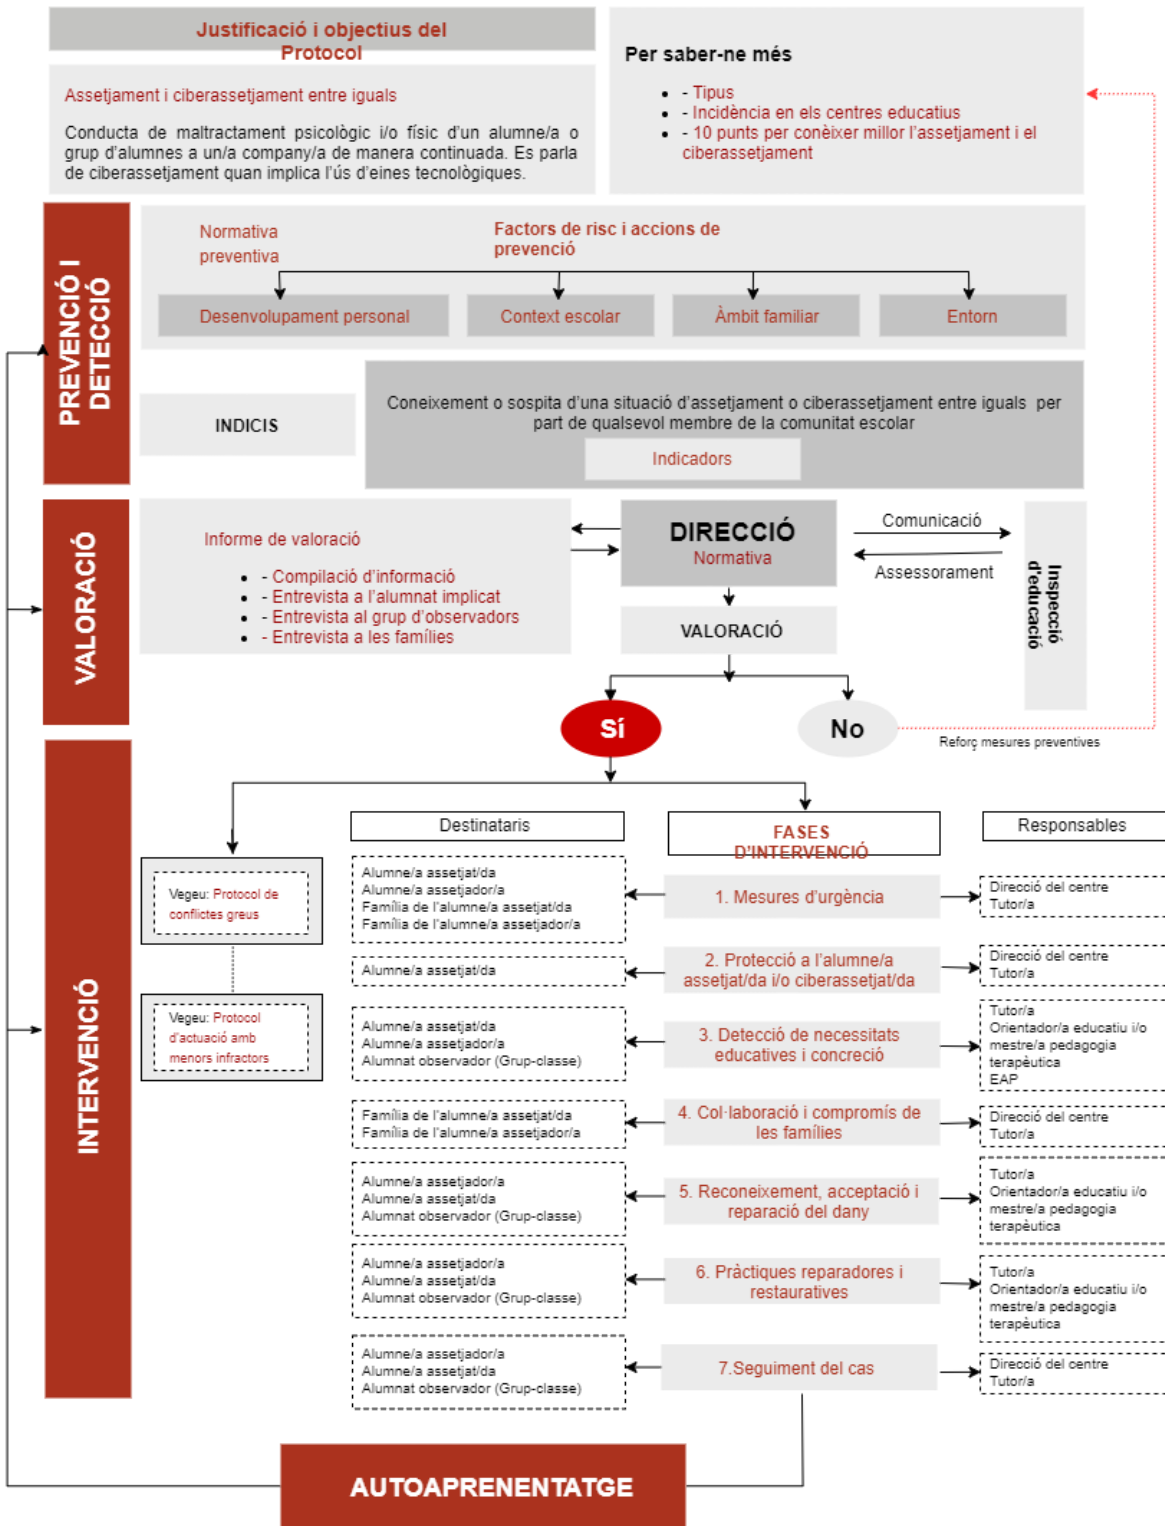 Justificació i objectius del
Protocol
Assetjament i ciberassetjament entre iguals
Conducta de maltractament psicològic i/o físic d'un alumne/a o
grup d'alumnes a un/a company/a de manera continuada. Es parla
de ciberassetjament quan implica l'ús d'eines tecnològiques.
Per saber-ne més
- Tipus
- Incidència en els centres educatius
- 10 punts per conèixer millor l'assetjament i el
ciberassetjament
PREVENCIÓ I
DETECCIÓ
Normativa
preventiva
Factors de risc i accions de
prevenció
Desenvolupament personal
Context escolar
Àmbit familiar
Entorn
INDICIS
Coneixement o sospita d'una situació d'assetjament o ciberassetjament entre iguals per
part de qualsevol membre de la comunitat escolar
Indicadors
VALORACIÓ
Informe de valoració
- Compilació d'informació
- Entrevista a l'alumnat implicat
- Entrevista al grup d'observadors
- Entrevista a les famílies
DIRECCIÓ
Normativa
Comunicació
Assessorament
Inspecció
d'educació
VALORACIÓ
Sí
No
Reforç mesures preventives
INTERVENCIÓ
Vegeu: Protocol de
conflictes greus
Vegeu: Protocol
d'actuació amb
menors infractors
Destinataris
FASES
D'INTERVENCIÓ
Responsables
Alumne/a assetjat/da
Alumne/a assetjador/a
Família de l'alumne/a assetjat/da
Família de l'alumne/a assetjador/a
1. Mesures d'urgència
Direcció del centre
Tutor/a
Alumne/a assetjat/da
2. Protecció a l'alumne/a
assetjat/da i/o ciberassetjat/da
Direcció del centre
Tutor/a
Alumne/a assetjat/da
Alumne/a assetjador/a
Alumnat observador (Grup-classe)
3. Detecció de necessitats
educatives i concreció
Tutor/a
Orientador/a educatiu i/o
mestre/a pedagogia
terapèutica
EAP
Família de l'alumne/a assetjat/da
Família de l'alumne/a assetjador/a
4. Col·laboració i compromís de
les famílies
Direcció del centre
Tutor/a
Alumne/a assetjador/a
Alumne/a assetjat/da
Alumnat observador (Grup-classe)
5. Reconeixement, acceptació i
reparació del dany
Tutor/a
Orientador/a educatiu i/o
mestre/a pedagogia
terapèutica
Alumne/a assetjador/a
Alumne/a assetjat/da
Alumnat observador (Grup-classe)
6. Pràctiques reparadores i
restauratives
Tutor/a
Orientador/a educatiu i/o
mestre/a pedagogia
terapèutica
Alumne/a assetjador/a
Alumne/a assetjat/da
Alumnat observador (Grup-classe)
7.Seguiment del cas
Direcció del centre
Tutor/a
AUTOAPRENENTATGE